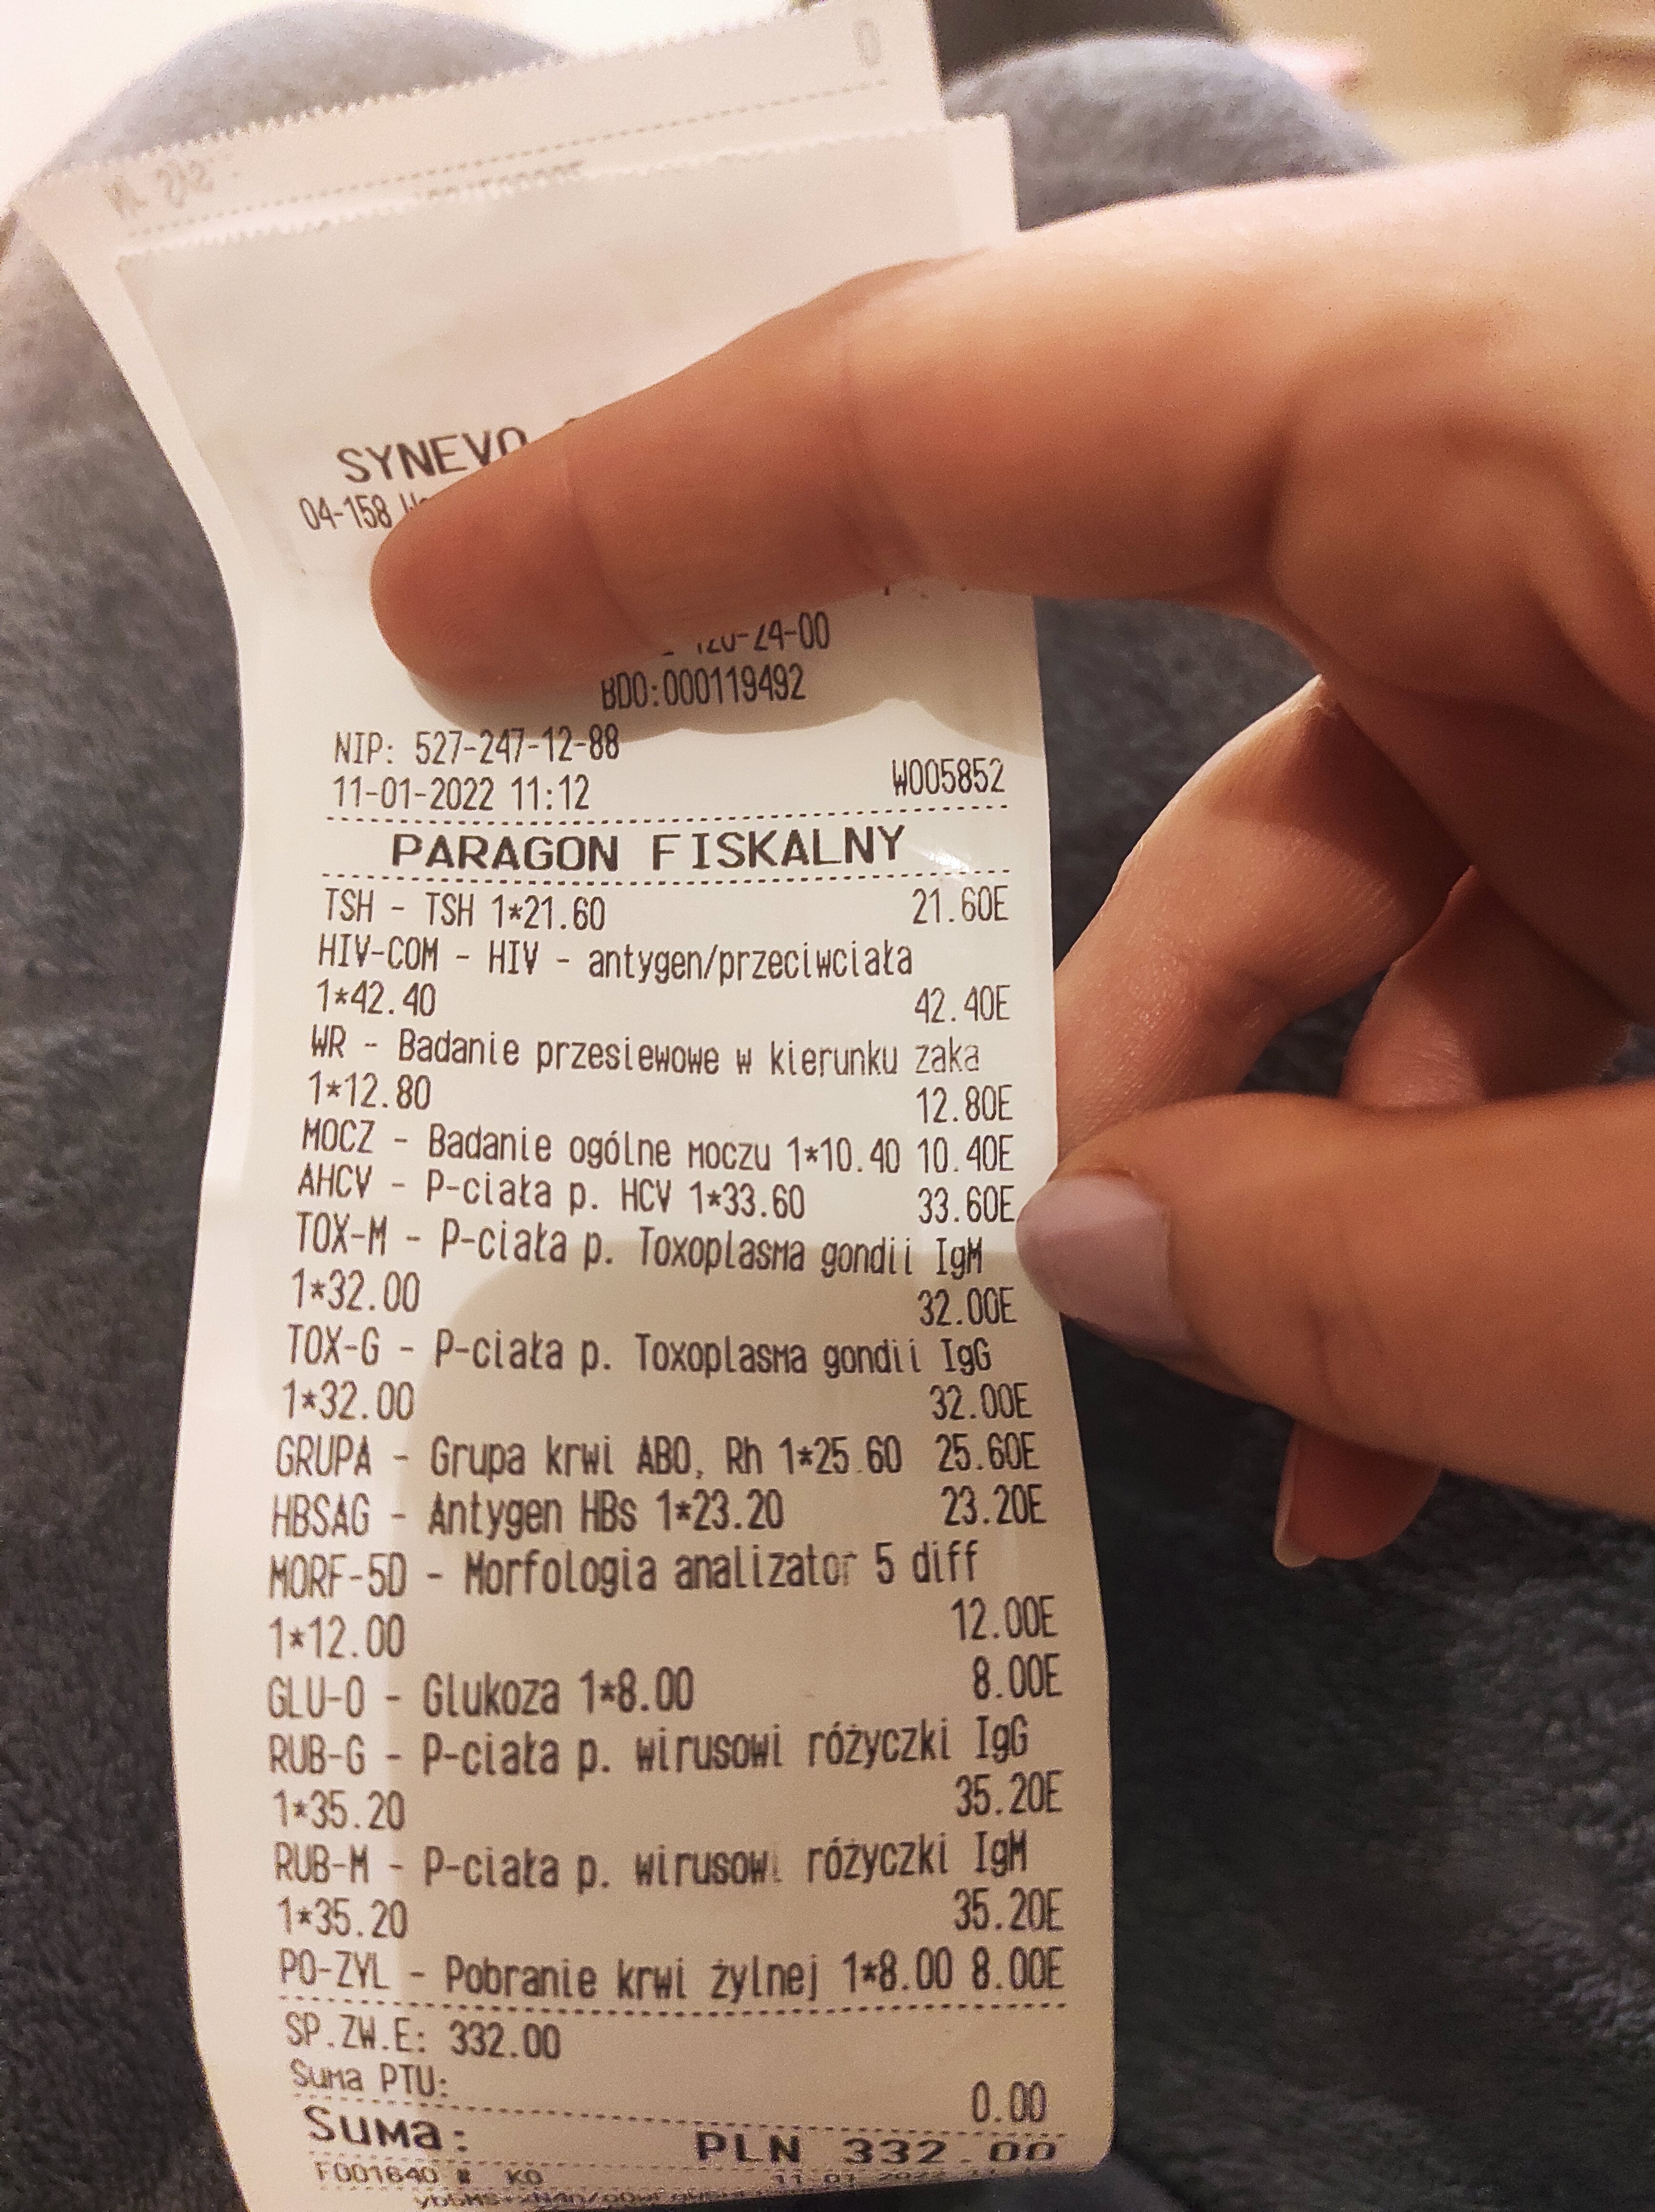 SYNEVO
04-158
20-24-00
BDO:000119492
NIP: 527-247-12-88
11-01-2022 11:12 W005852
PARAGON FISKALNY
TSH - TSH 1*21.60 21.60E
HIV-COM - HIV - antygen/przeciwciała
1*42.40 42.40E
WR - Badanie przesiewowe w kierunku zaka
1*12.80 12.80E
MOCZ - Badanie ogólne moczu 1*10.40 10.40E
AHCV - P-ciała p. HCV 1*33.60 33.60E
TOX-M - P-ciała p. Toxoplasma gondii IgM
1*32.00 32.00E
TOX-G - P-ciała p. Toxoplasma gondii IgG
1*32.00 32.00E
GRUPA - Grupa krwi ABO, Rh 1*25.60 25.60E
HBSAG - Antygen HBs 1*23.20 23.20E
MORF-5D - Morfologia analizator 5 diff
1*12.00 12.00E
GLU-O - Glukoza 1*8.00 8.00E
RUB-G - P-ciała p. wirusowi różyczki IgG
1*35.20 35.20E
RUB-M - P-ciała p. wirusowi różyczki IgM
1*35.20 35.20E
PO-ZYL - Pobranie krwi żylnej 1*8.00 8.00E
SP.ZW.E: 332.00
Suma PTU: 0.00
Suma: PLN 332.00
F001640 # KO 11-01-2022